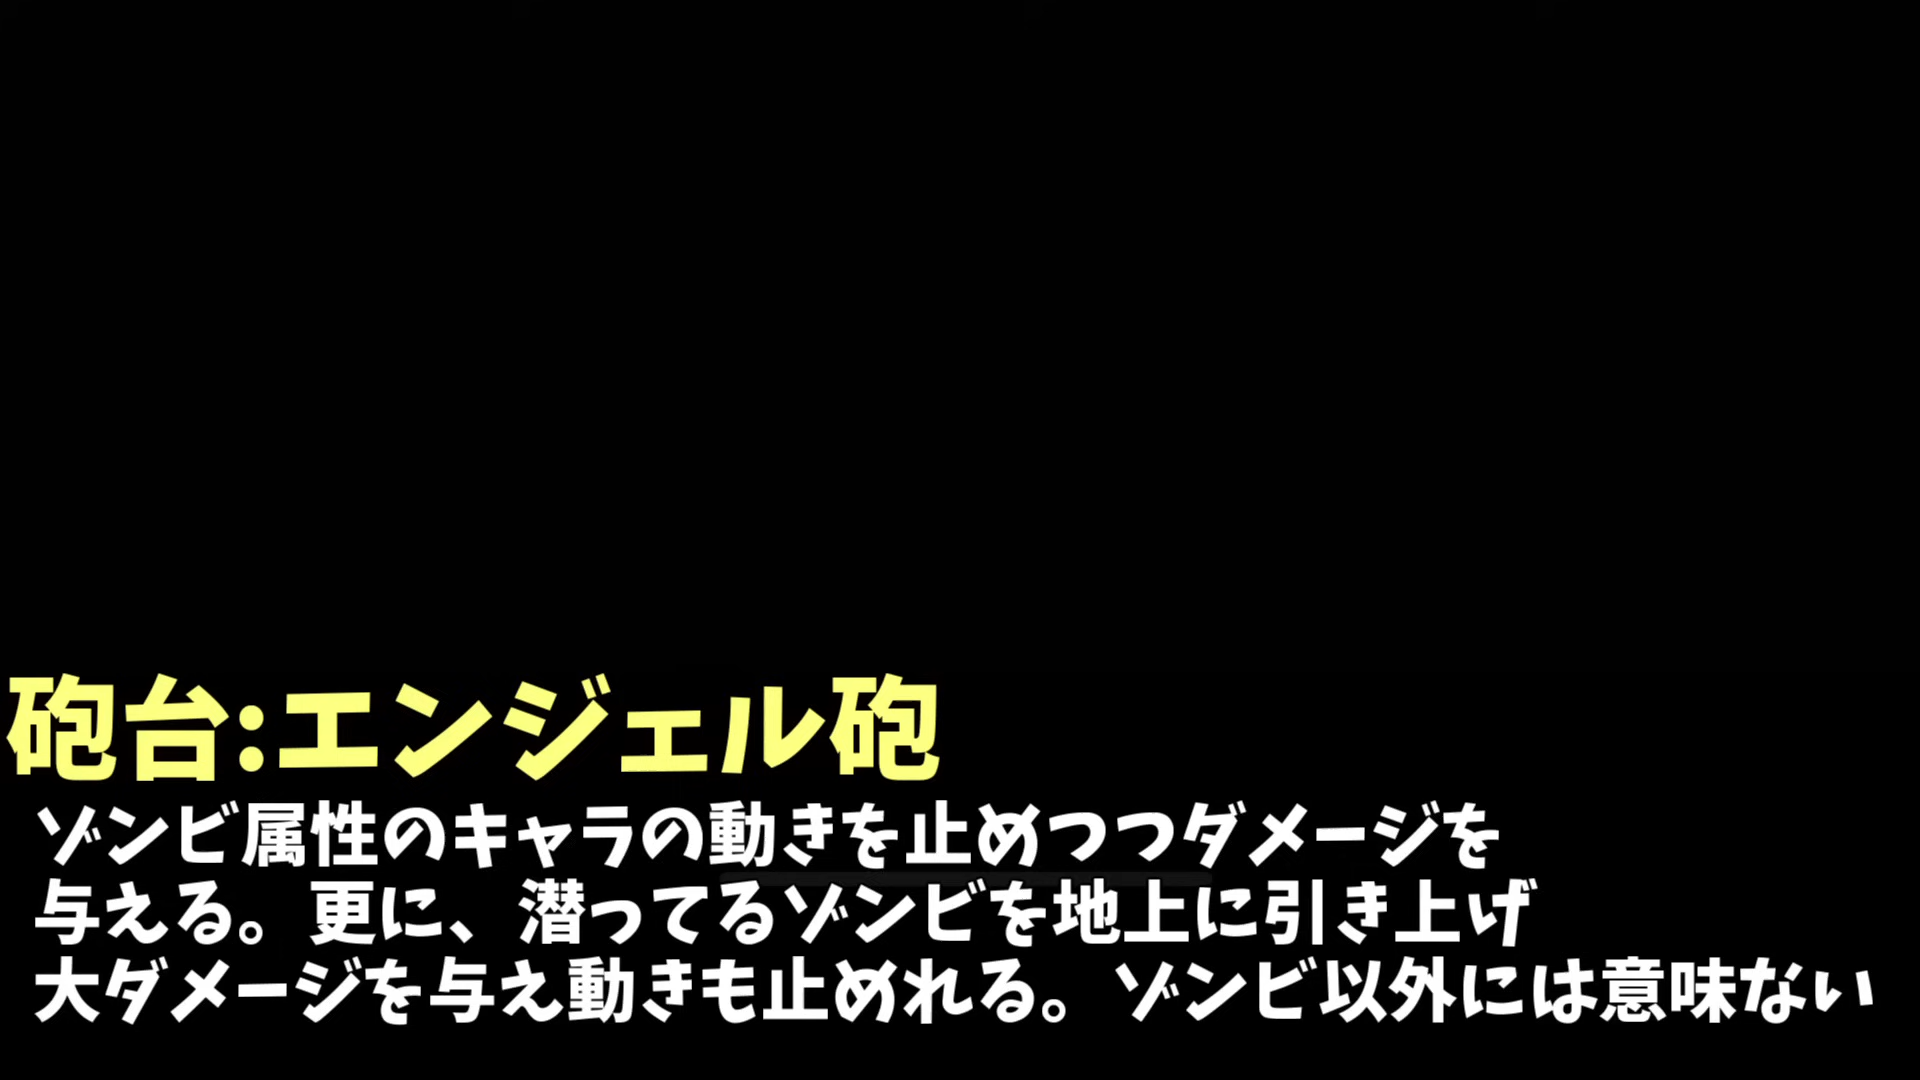 砲台:エンジェル砲
ゾンビ属性のキャラの動きを止めつつダメージを
与える。更に、潜ってるゾンビを地上に引き上げ
大ダメージを与え動きも止めれる。ゾンビ以外には意味ない